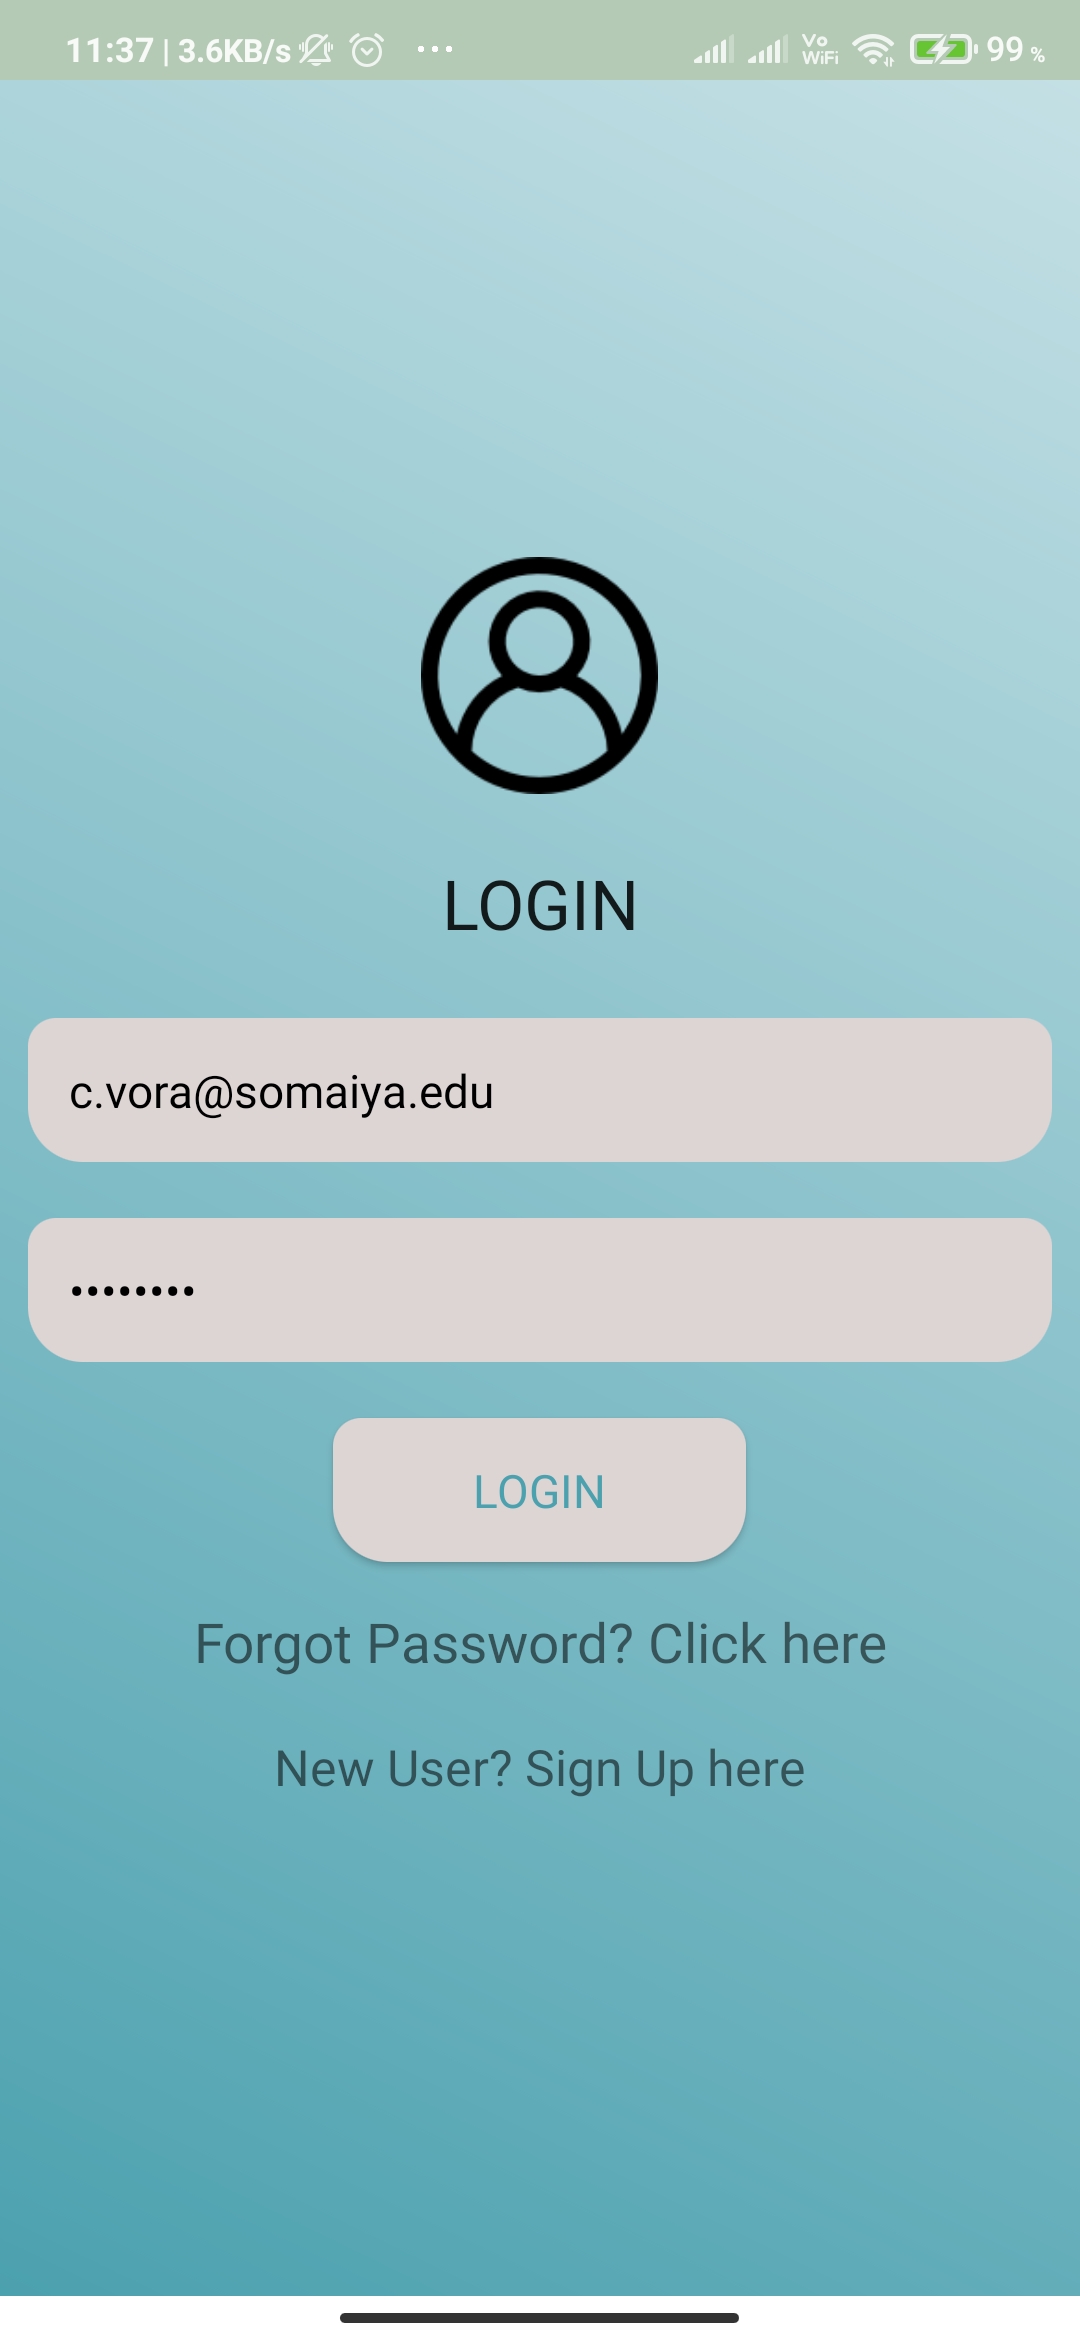 11:37 | 3.6KB/s ... Vo WiFi 99 %
LOGIN
c.vora@somaiya.edu
••••••••
LOGIN
Forgot Password? Click here
New User? Sign Up here